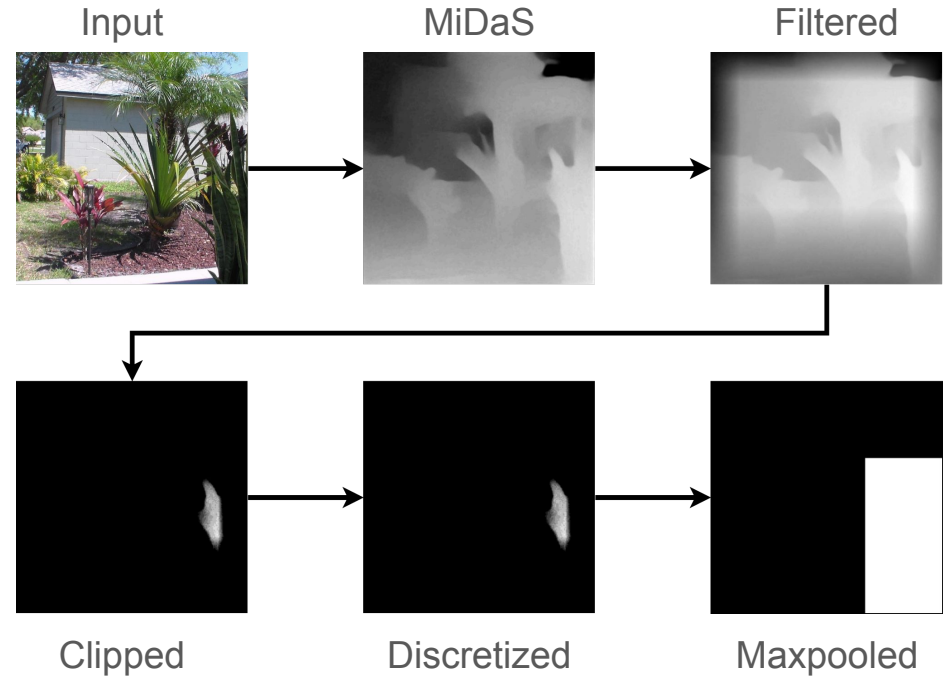 Input
MiDaS
Filtered
Clipped
Discretized
Maxpooled